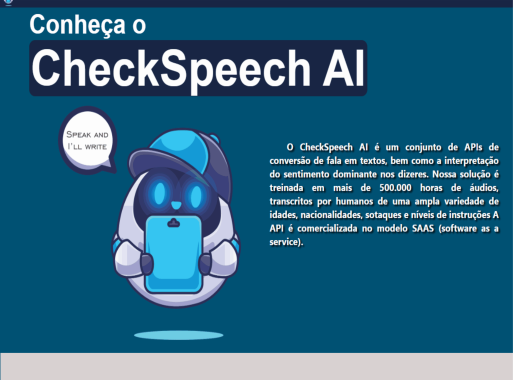 Conheça o
CheckSpeech AI
SPEAK AND
I'LL WRITE
O CheckSpeech AI é um conjunto de APIs de
conversão de fala em textos, bem como a interpretação
do sentimento dominante nos dizeres. Nossa solução é
treinada em mais de 500.000 horas de áudios,
transcritos por humanos de uma ampla variedade de
idades, nacionalidades, sotaques e níveis de instruções A
API é comercializada no modelo SAAS (software as a
service).